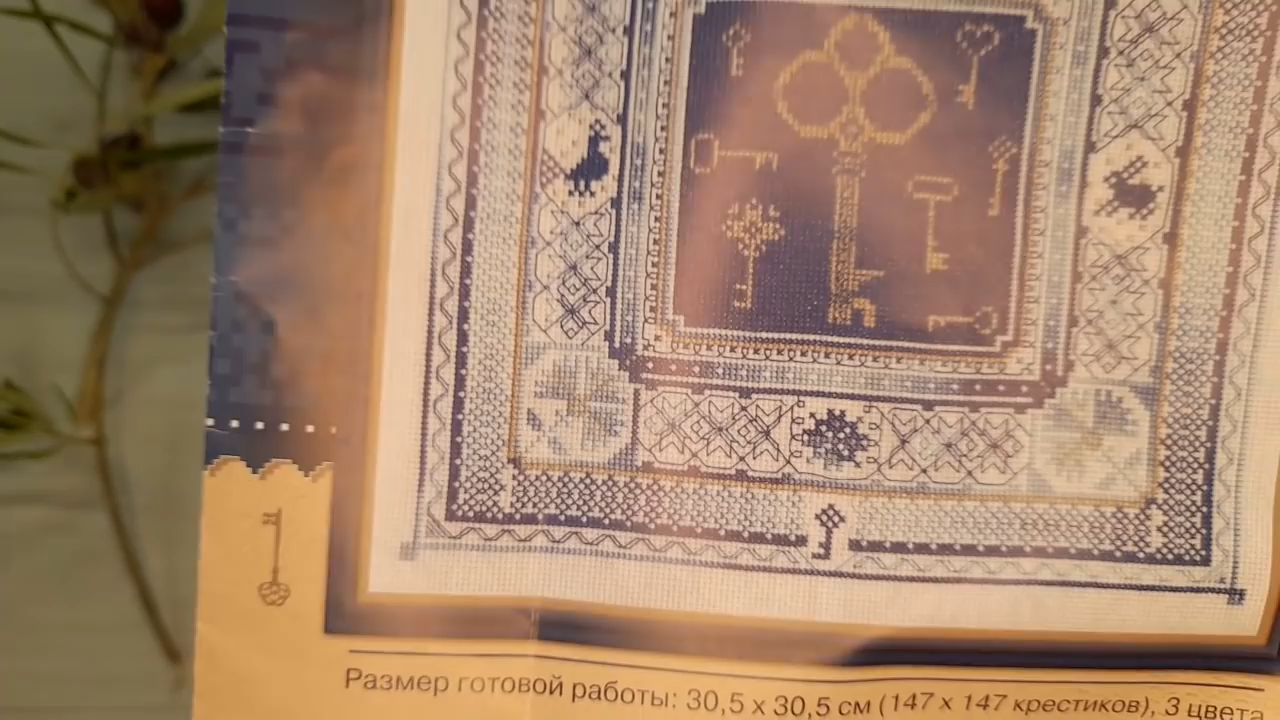 Размер готовой работы: 30,5 x 30,5 см (147 x 147 крестиков), 3 цвета